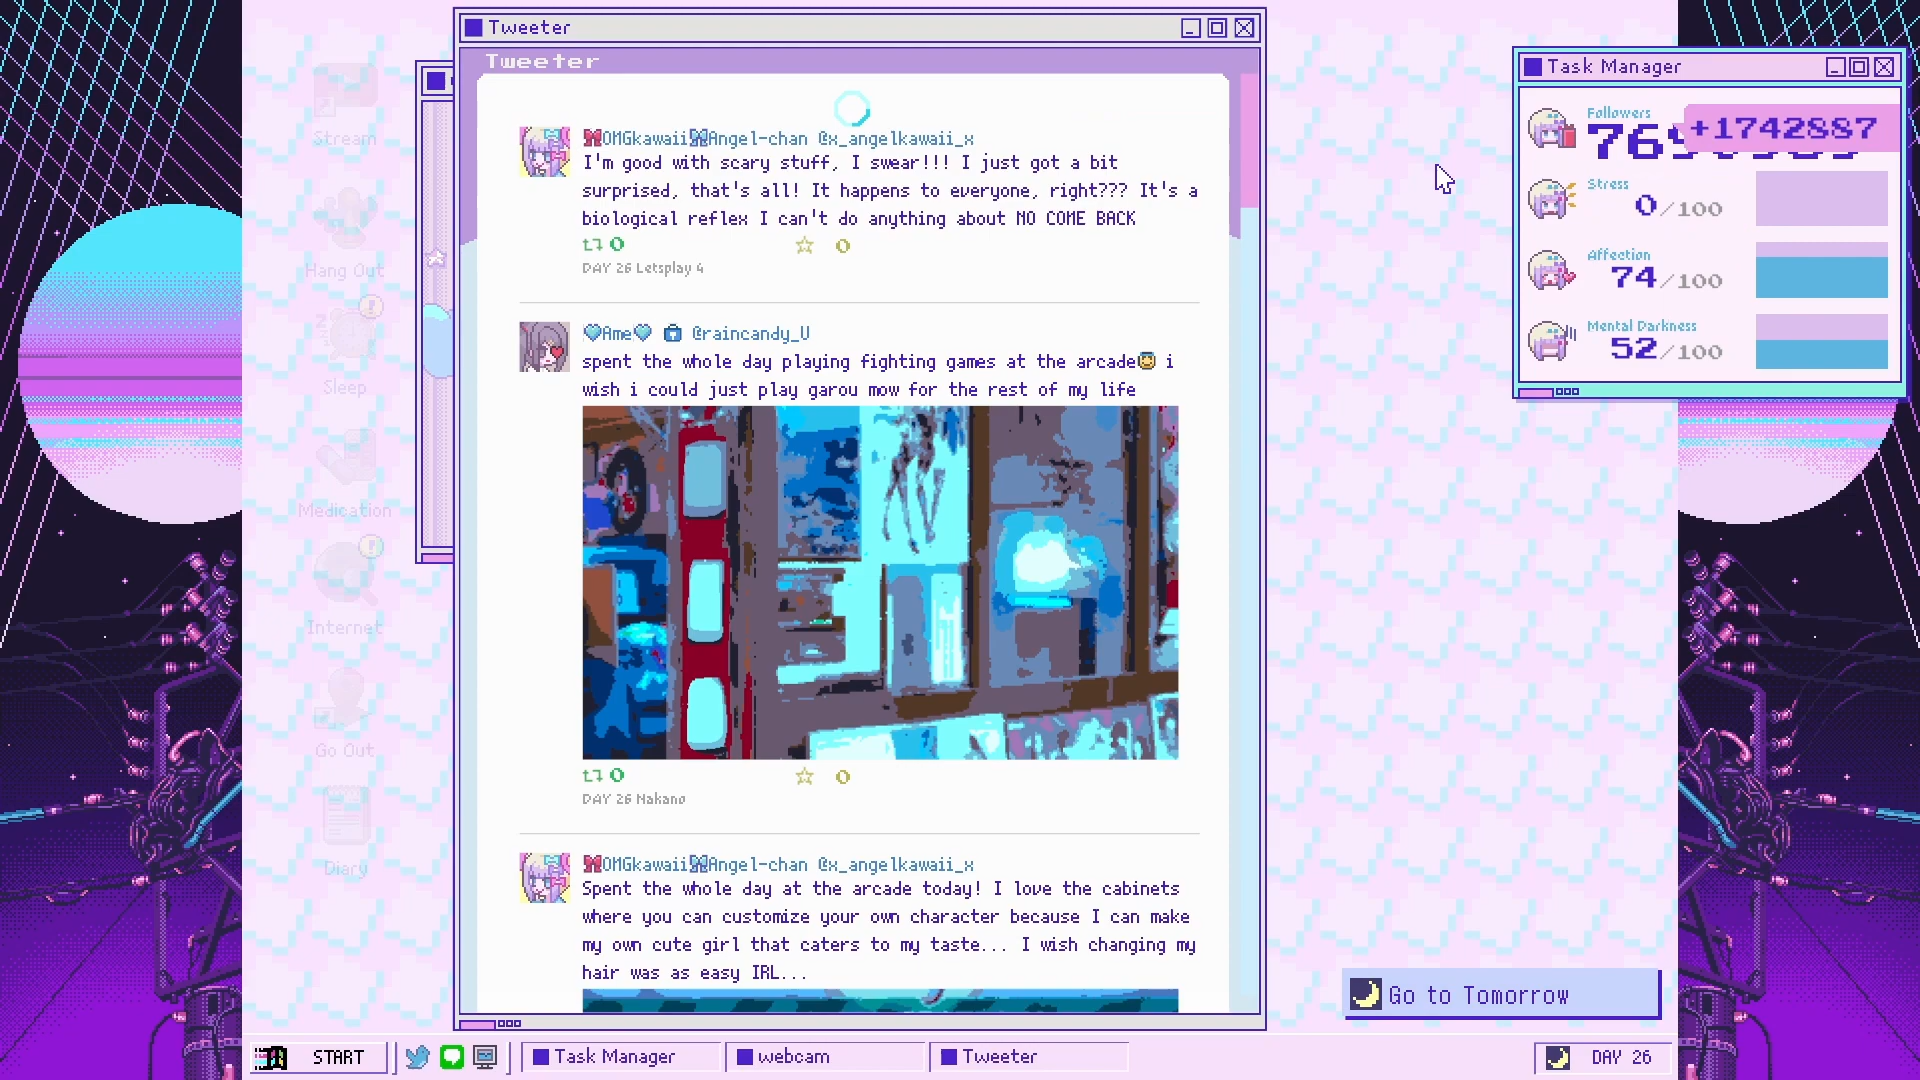 Tweeter
Tweeter
OMGkawaii Angel-chan @x_angelkawaii_x
I'm good with scary stuff, I swear!!! I just got a bit
surprised, that's all! It happens to everyone, right??? It's a
biological reflex I can't do anything about NO COME BACK
0 0
DAY 26 Letsplay 4
Ame @raincandy_U
spent the whole day playing fighting games at the arcade i
wish i could just play garou mow for the rest of my life
0 0
DAY 26 Nakano
OMGkawaii Angel-chan @x_angelkawaii_x
Spent the whole day at the arcade today! I love the cabinets
where you can customize your own character because I can make
my own cute girl that caters to my taste... I wish changing my
hair was as easy IRL...
Stream
Hang Out
Sleep
Medication
Internet
Go Out
Diary
Task Manager
Followers
+1742887
Stress
0/100
Affection
74/100
Mental Darkness
52/100
Go to Tomorrow
START
Task Manager
webcam
Tweeter
DAY 26